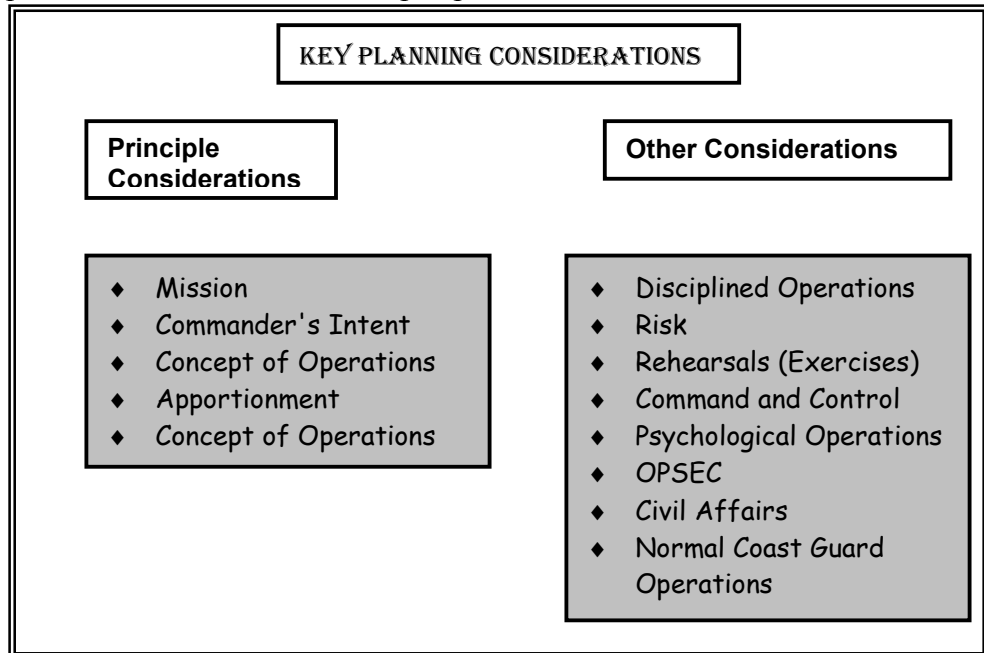 KEY PLANNING CONSIDERATIONS
Principle
Considerations
♦ Mission
♦ Commander's Intent
♦ Concept of Operations
♦ Apportionment
♦ Concept of Operations
Other Considerations
♦ Disciplined Operations
♦ Risk
♦ Rehearsals (Exercises)
♦ Command and Control
♦ Psychological Operations
♦ OPSEC
♦ Civil Affairs
♦ Normal Coast Guard
Operations